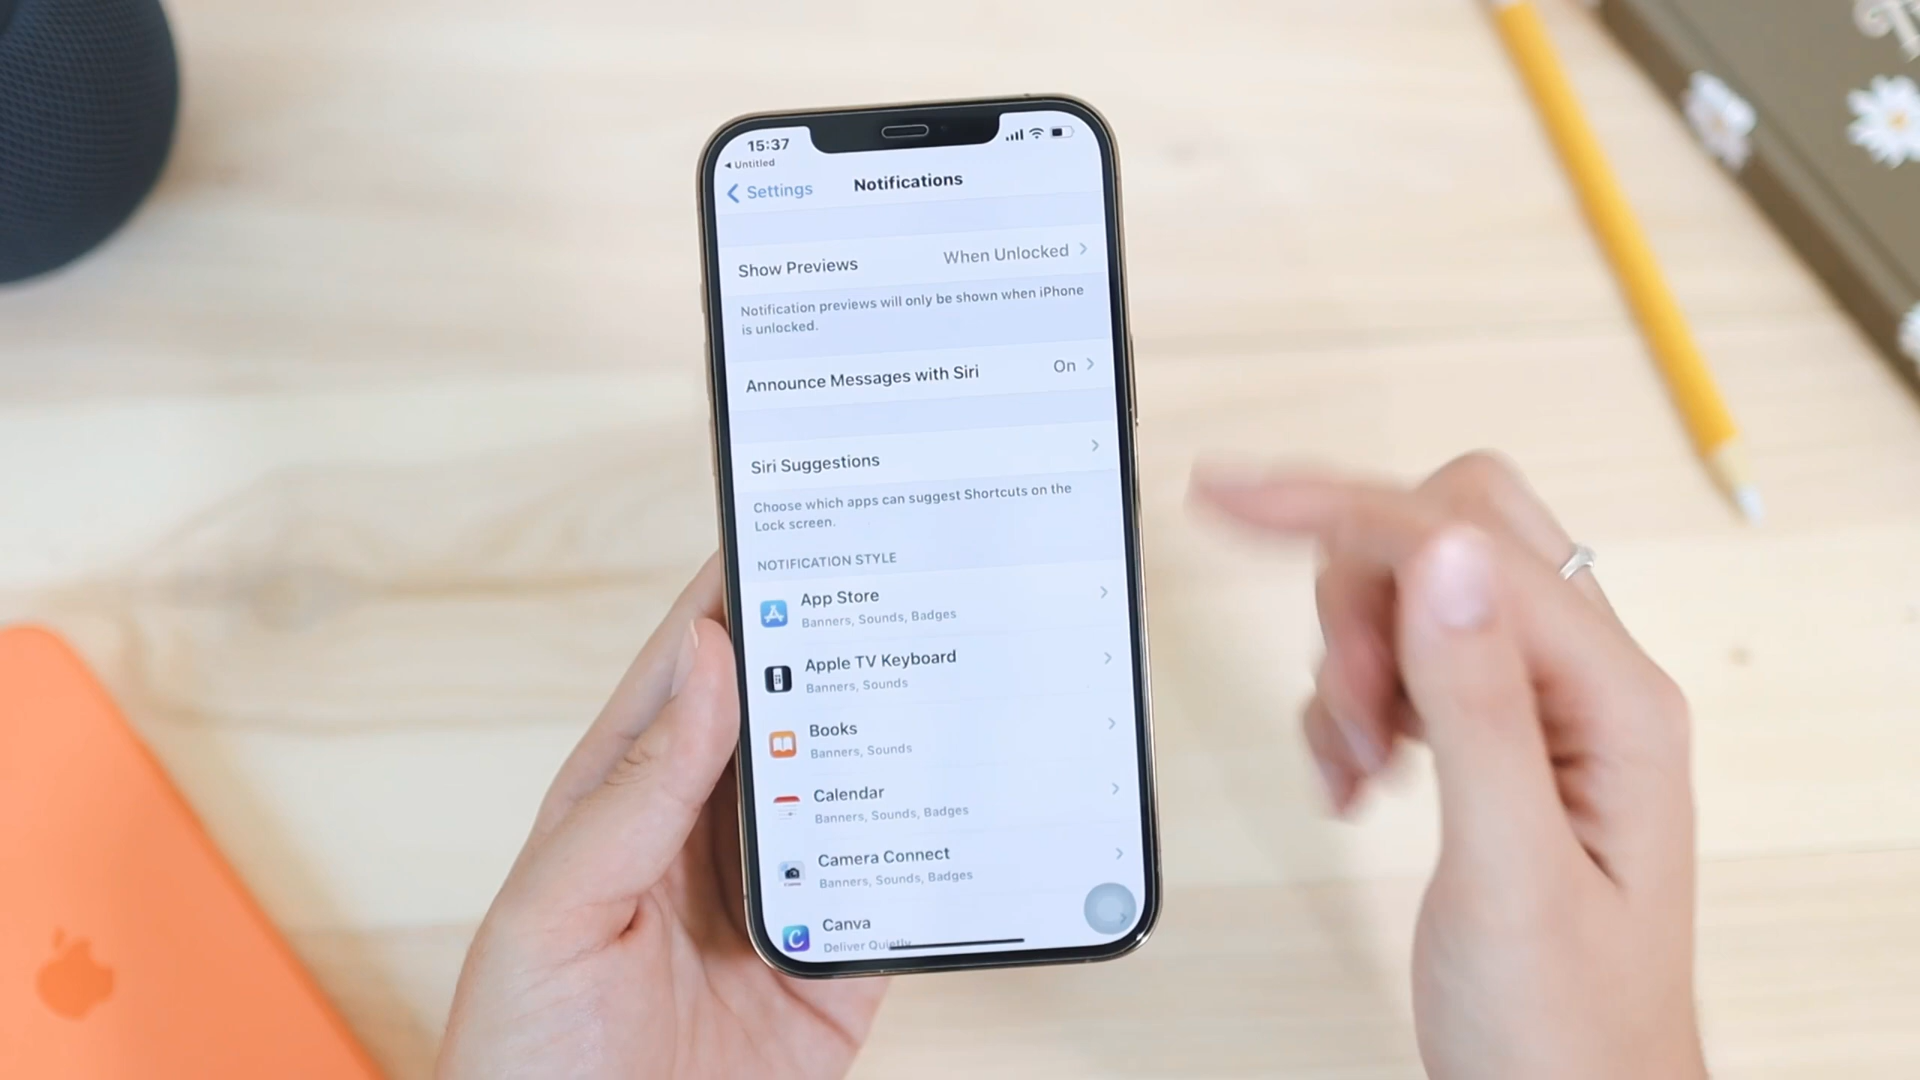 15:37
Untitled
Settings
Notifications
Show Previews
When Unlocked
Notification previews will only be shown when iPhone
is unlocked.
Announce Messages with Siri
On
Siri Suggestions
Choose which apps can suggest Shortcuts on the
Lock screen.
NOTIFICATION STYLE
App Store
Banners, Sounds, Badges
Apple TV Keyboard
Banners, Sounds
Books
Banners, Sounds
Calendar
Banners, Sounds, Badges
Camera Connect
Banners, Sounds, Badges
Canva
Deliver Quietly